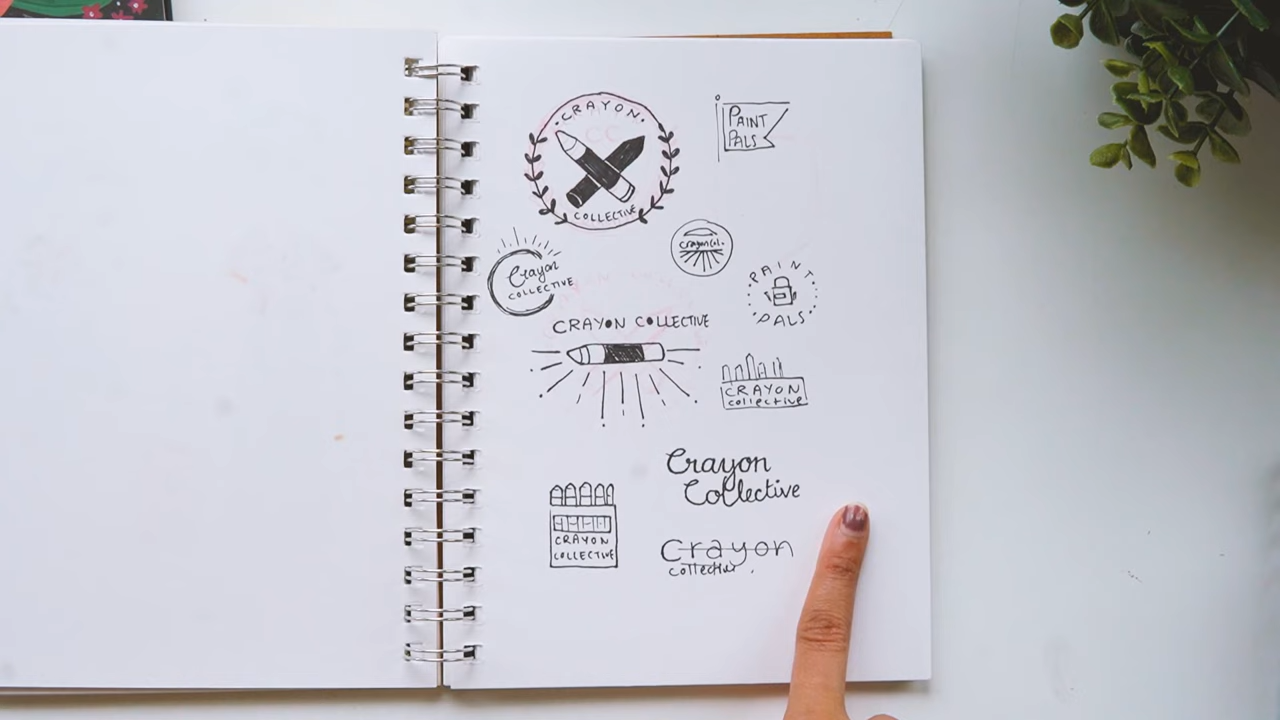 CRAYON
COLLECTIVE
PAINT
PALS
crayon col.
Crayon
COLLECTIVE
PAINT
PALS
CRAYON COLLECTIVE
CRAYON
collective
Crayon
Collective
CRAYON
COLLECTIVE
crayon
collective.